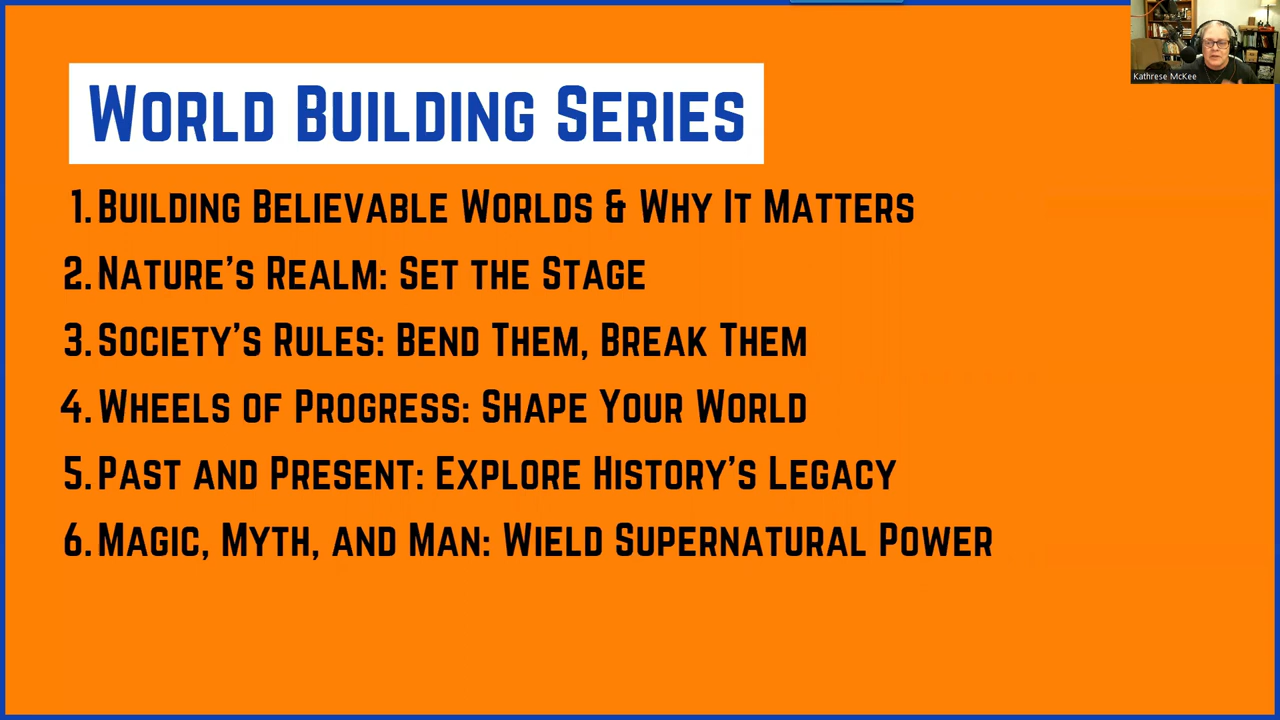 World Building Series
1. Building Believable Worlds & Why It Matters
2. Nature's Realm: Set the Stage
3. Society's Rules: Bend Them, Break Them
4. Wheels of Progress: Shape Your World
5. Past and Present: Explore History's Legacy
6. Magic, Myth, and Man: Wield Supernatural Power
Kathrese McKee